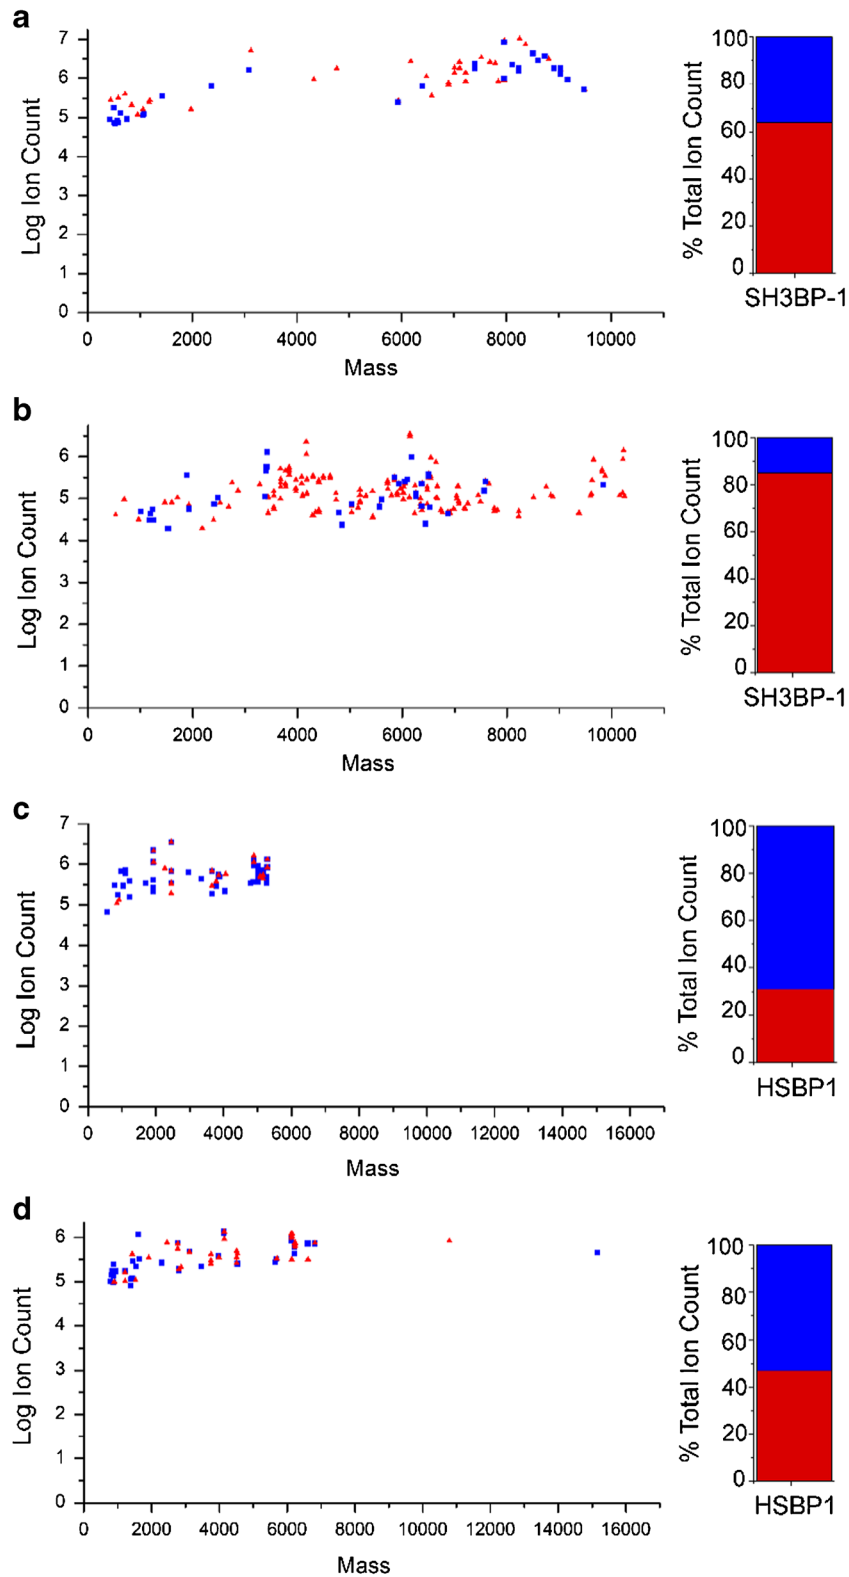 a
7
6
5
4
3
2
1
0
Log Ion Count
0 2000 4000 6000 8000 10000
Mass
100
80
60
40
20
0
% Total Ion Count
SH3BP-1
b
6
5
4
3
2
1
0
Log Ion Count
0 2000 4000 6000 8000 10000
Mass
100
80
60
40
20
0
% Total Ion Count
SH3BP-1
c
7
6
5
4
3
2
1
0
Log Ion Count
0 2000 4000 6000 8000 10000 12000 14000 16000
Mass
100
80
60
40
20
0
% Total Ion Count
HSBP1
d
6
5
4
3
2
1
0
Log Ion Count
0 2000 4000 6000 8000 10000 12000 14000 16000
Mass
100
80
60
40
20
0
% Total Ion Count
HSBP1